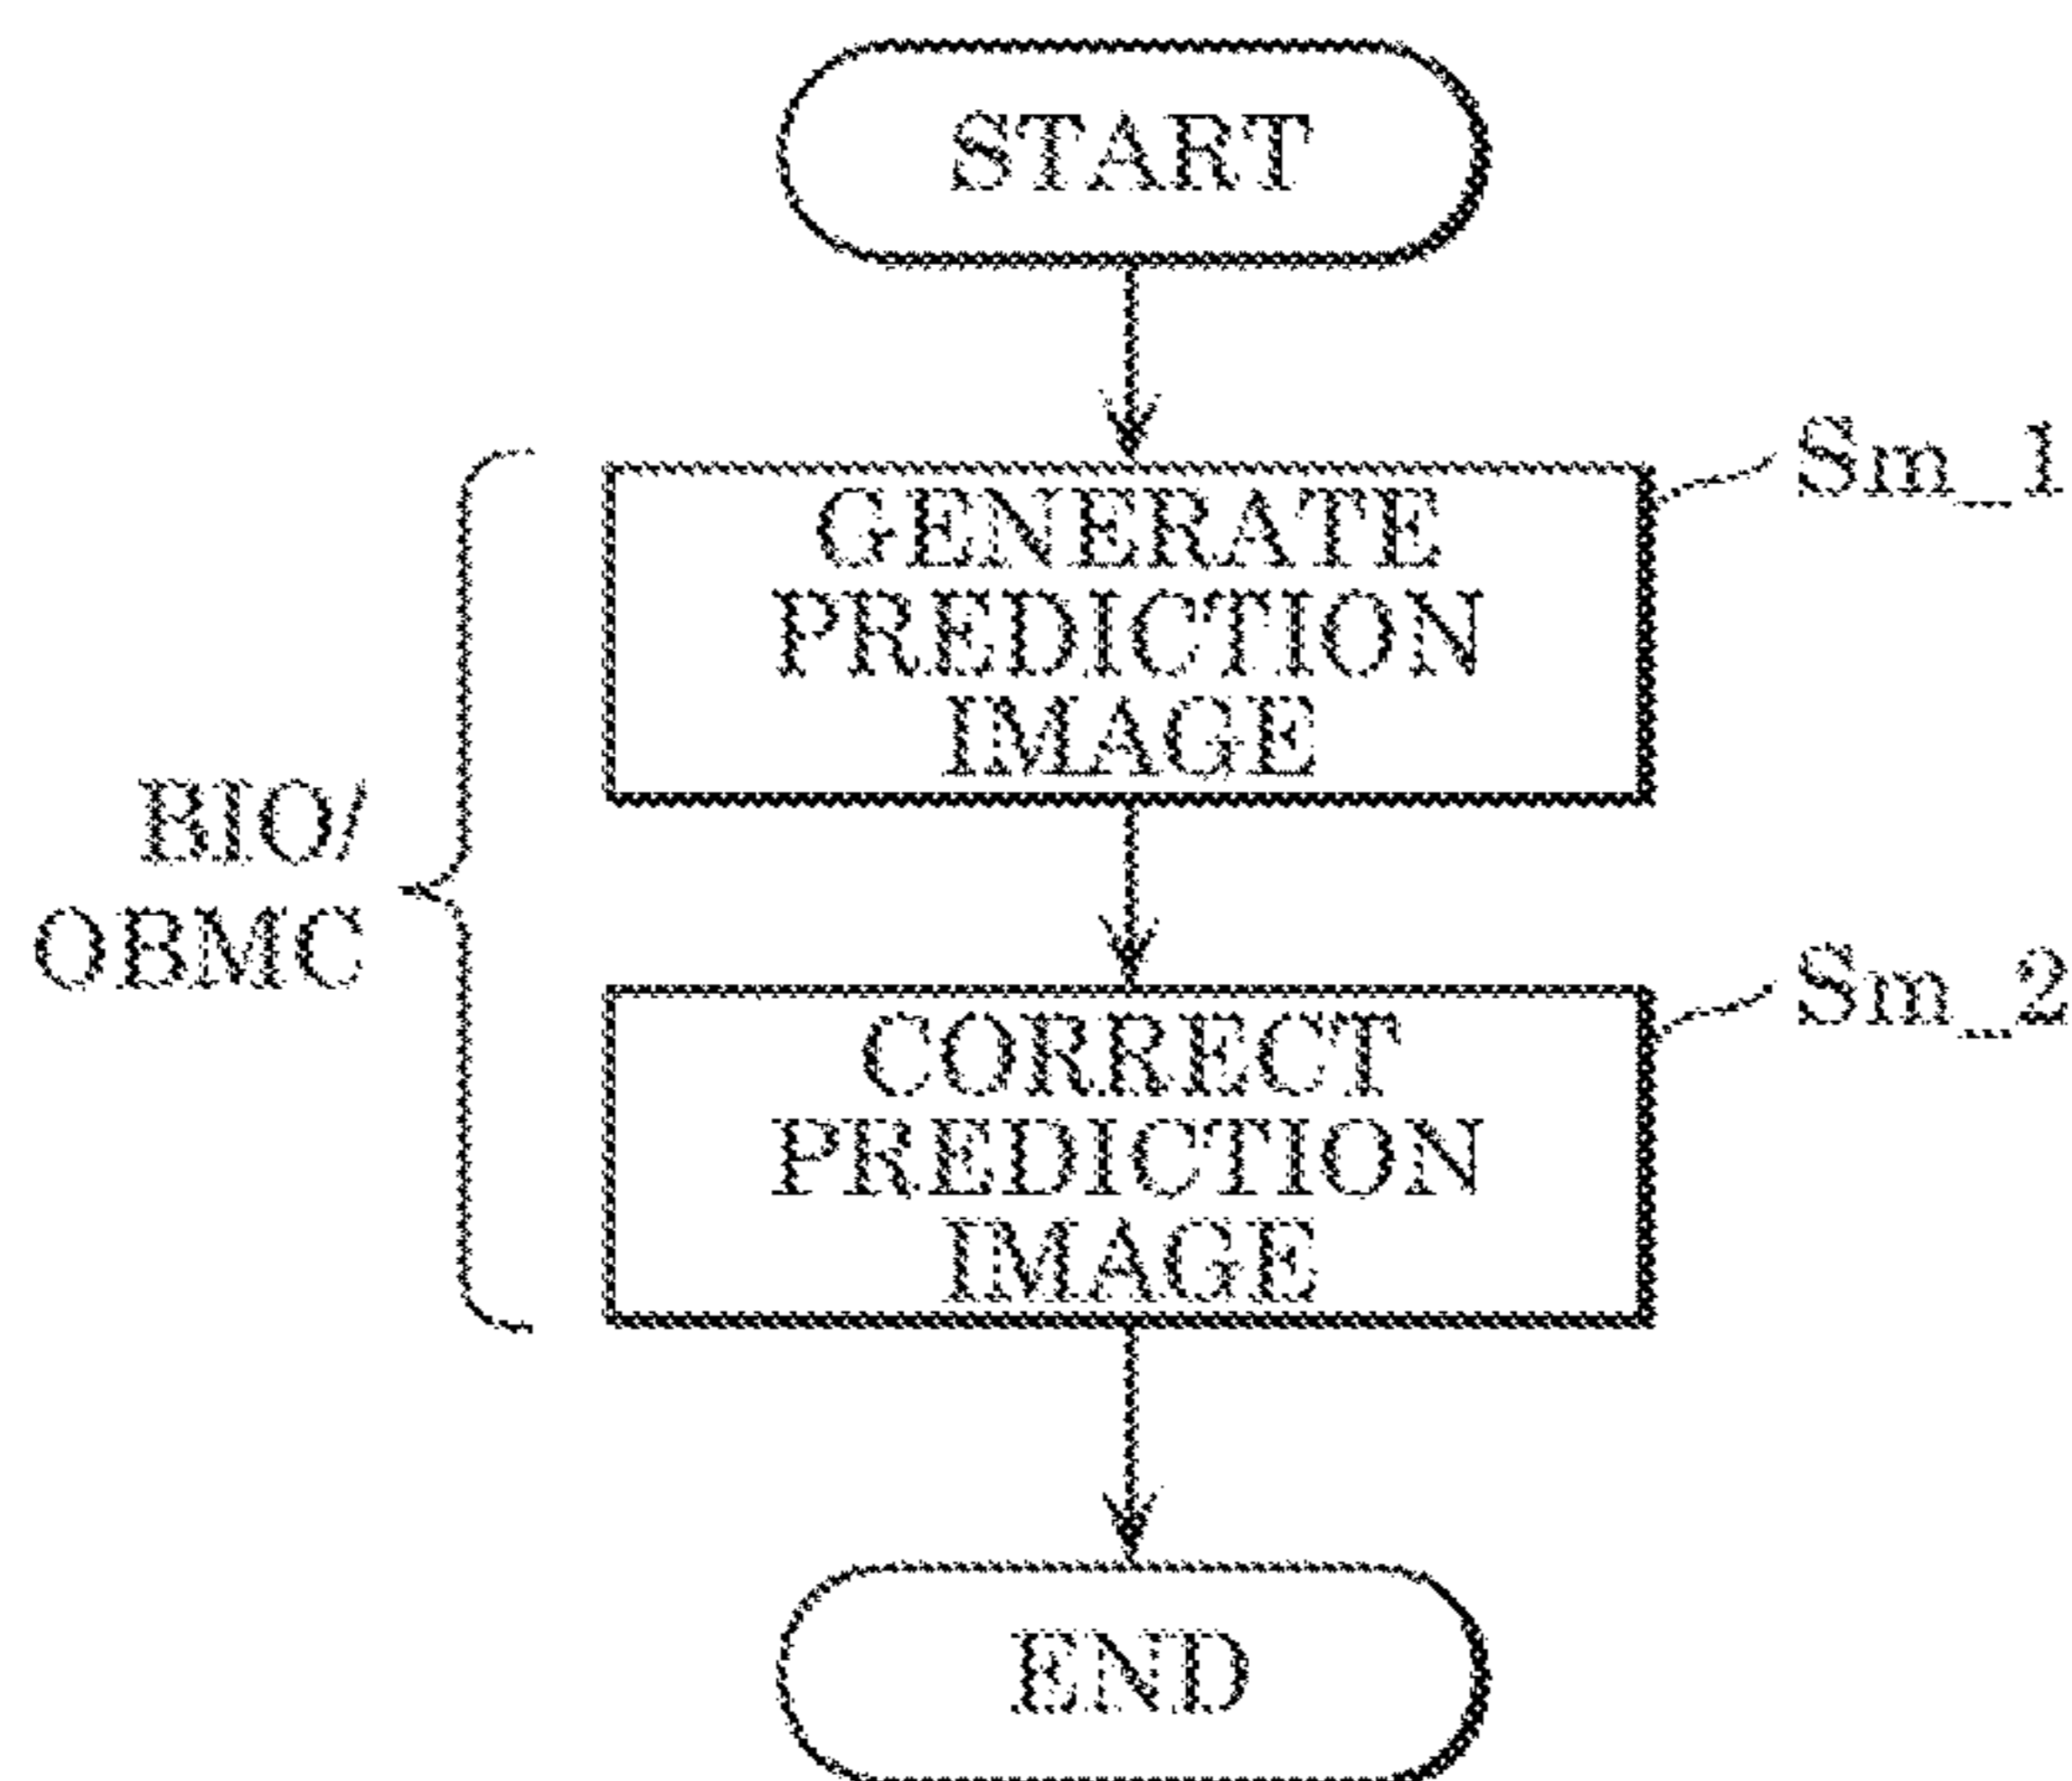 START
Sm_1
GENERATE
PREDICTION
IMAGE
BIO/
OBMC
Sm_2
CORRECT
PREDICTION
IMAGE
END